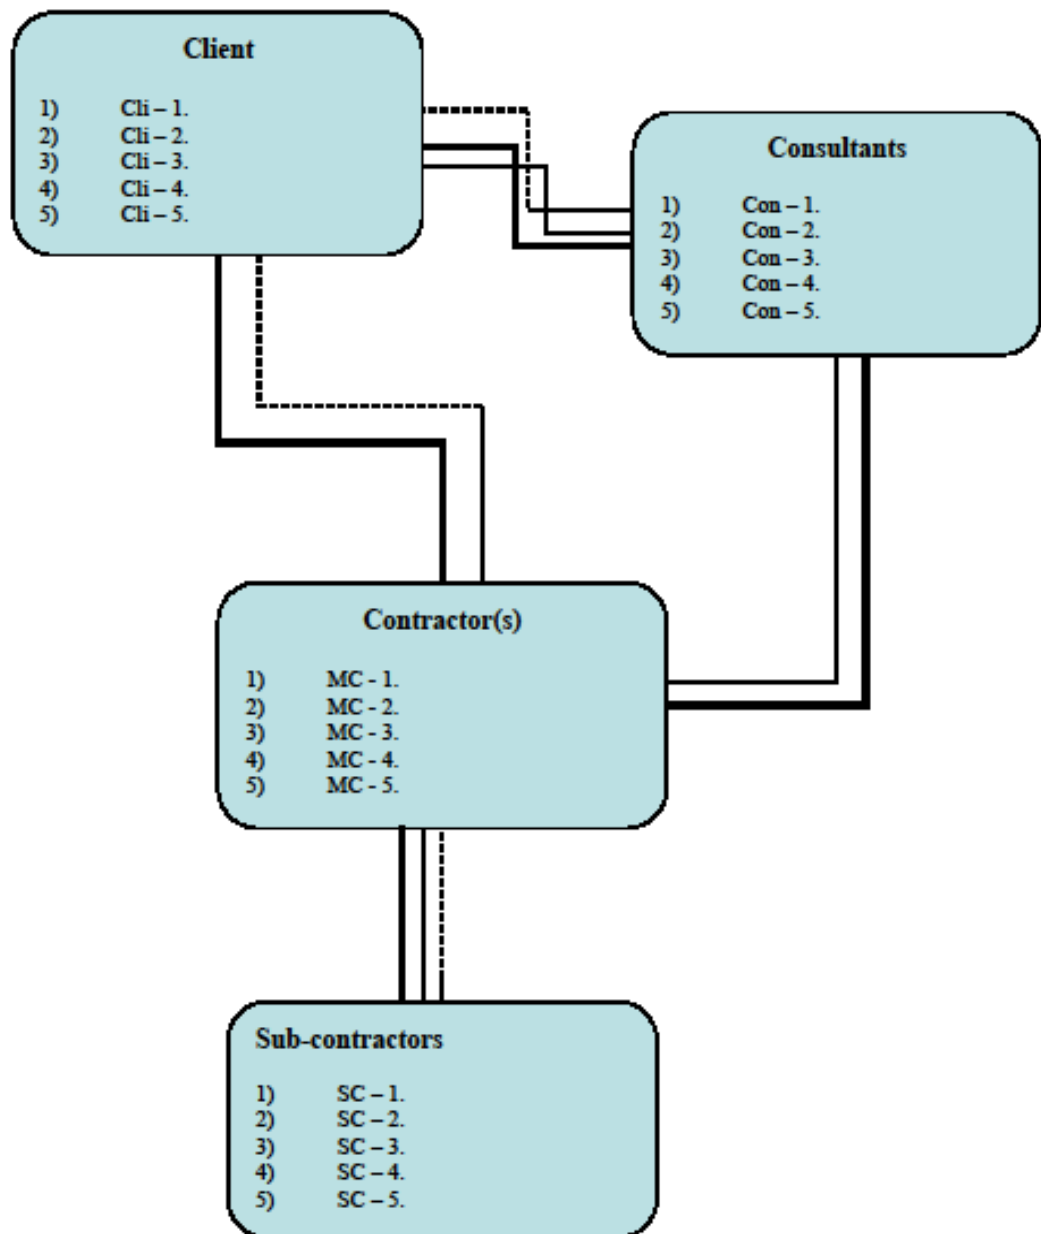 Client
1) Cli – 1.
2) Cli – 2.
3) Cli – 3.
4) Cli – 4.
5) Cli – 5.
Consultants
1) Con – 1.
2) Con – 2.
3) Con – 3.
4) Con – 4.
5) Con – 5.
Contractor(s)
1) MC - 1.
2) MC - 2.
3) MC - 3.
4) MC - 4.
5) MC - 5.
Sub-contractors
1) SC – 1.
2) SC – 2.
3) SC – 3.
4) SC – 4.
5) SC – 5.